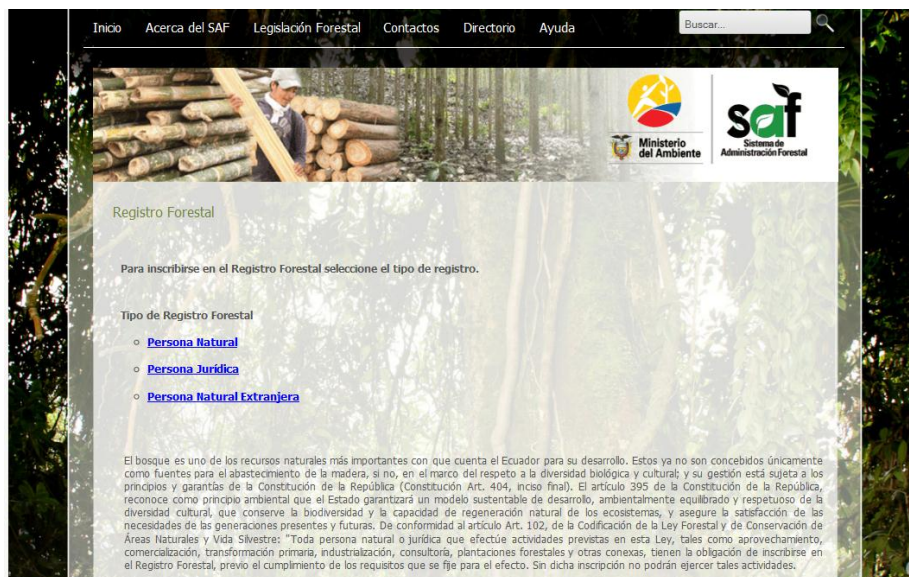 Inicio Acerca del SAF Legislación Forestal Contactos Directorio Ayuda Buscar...
Ministerio del Ambiente
saf
Sistema de Administración Forestal
Registro Forestal
Para inscribirse en el Registro Forestal seleccione el tipo de registro.
Tipo de Registro Forestal
Persona Natural
Persona Jurídica
Persona Natural Extranjera
El bosque es uno de los recursos naturales más importantes con que cuenta el Ecuador para su desarrollo. Estos ya no son concebidos únicamente
como fuentes para el abastecimiento de la madera, si no, en el marco del respeto a la diversidad biológica y cultural; y su gestión está sujeta a los
principios y garantías de la Constitución de la República (Constitución Art. 404, inciso final). El artículo 395 de la Constitución de la República,
reconoce como principio ambiental que el Estado garantizará un modelo sustentable de desarrollo, ambientalmente equilibrado y respetuoso de la
diversidad cultural, que conserve la biodiversidad y la capacidad de regeneración natural de los ecosistemas, y asegure la satisfacción de las
necesidades de las generaciones presentes y futuras. De conformidad al artículo Art. 102, de la Codificación de la Ley Forestal y de Conservación de
Áreas Naturales y Vida Silvestre: "Toda persona natural o jurídica que efectúe actividades previstas en esta Ley, tales como aprovechamiento,
comercialización, transformación primaria, industrialización, consultoría, plantaciones forestales y otras conexas, tienen la obligación de inscribirse en
el Registro Forestal, previo el cumplimiento de los requisitos que se fije para el efecto. Sin dicha inscripción no podrán ejercer tales actividades.